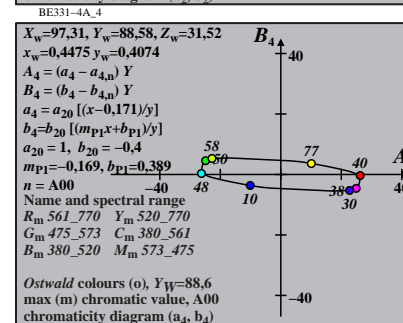 BE331–4A_4
Xw=97,31, Yw=88,58, Zw=31,52
xw=0,4475 yw=0,4074
A4 = (a4 – a4,n) Y
B4 = (b4 – b4,n) Y
a4 = a20 [(x-0,171)/y]
b4=b20 [(mP1x+bP1)/y]
a20 = 1, b20 = –0,4
mP1=–0,169, bP1=0,389
n = A00
Name and spectral range
Rm 561_770 Ym 520_770
Gm 475_573 Cm 380_561
Bm 380_520 Mm 573_475
Ostwald colours (o), YW=88,6
max (m) chromatic value, A00
chromaticity diagram (a4, b4)
B4
40
58
50
77
40
A
–40
48
10
38
30
–40